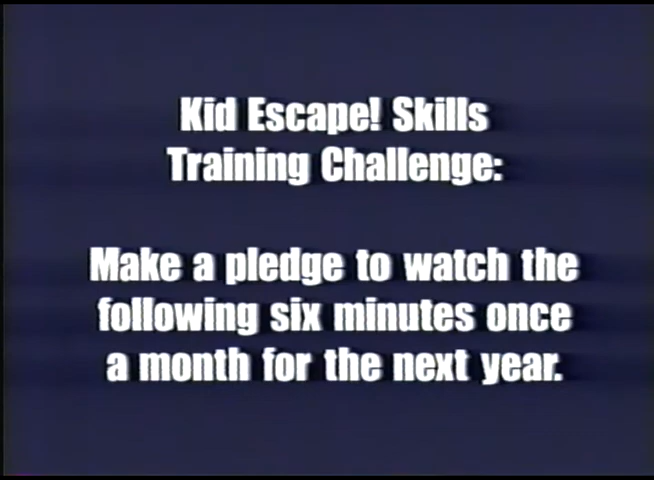 Kid Escape! Skills
Training Challenge:
Make a pledge to watch the
following six minutes once
a month for the next year.